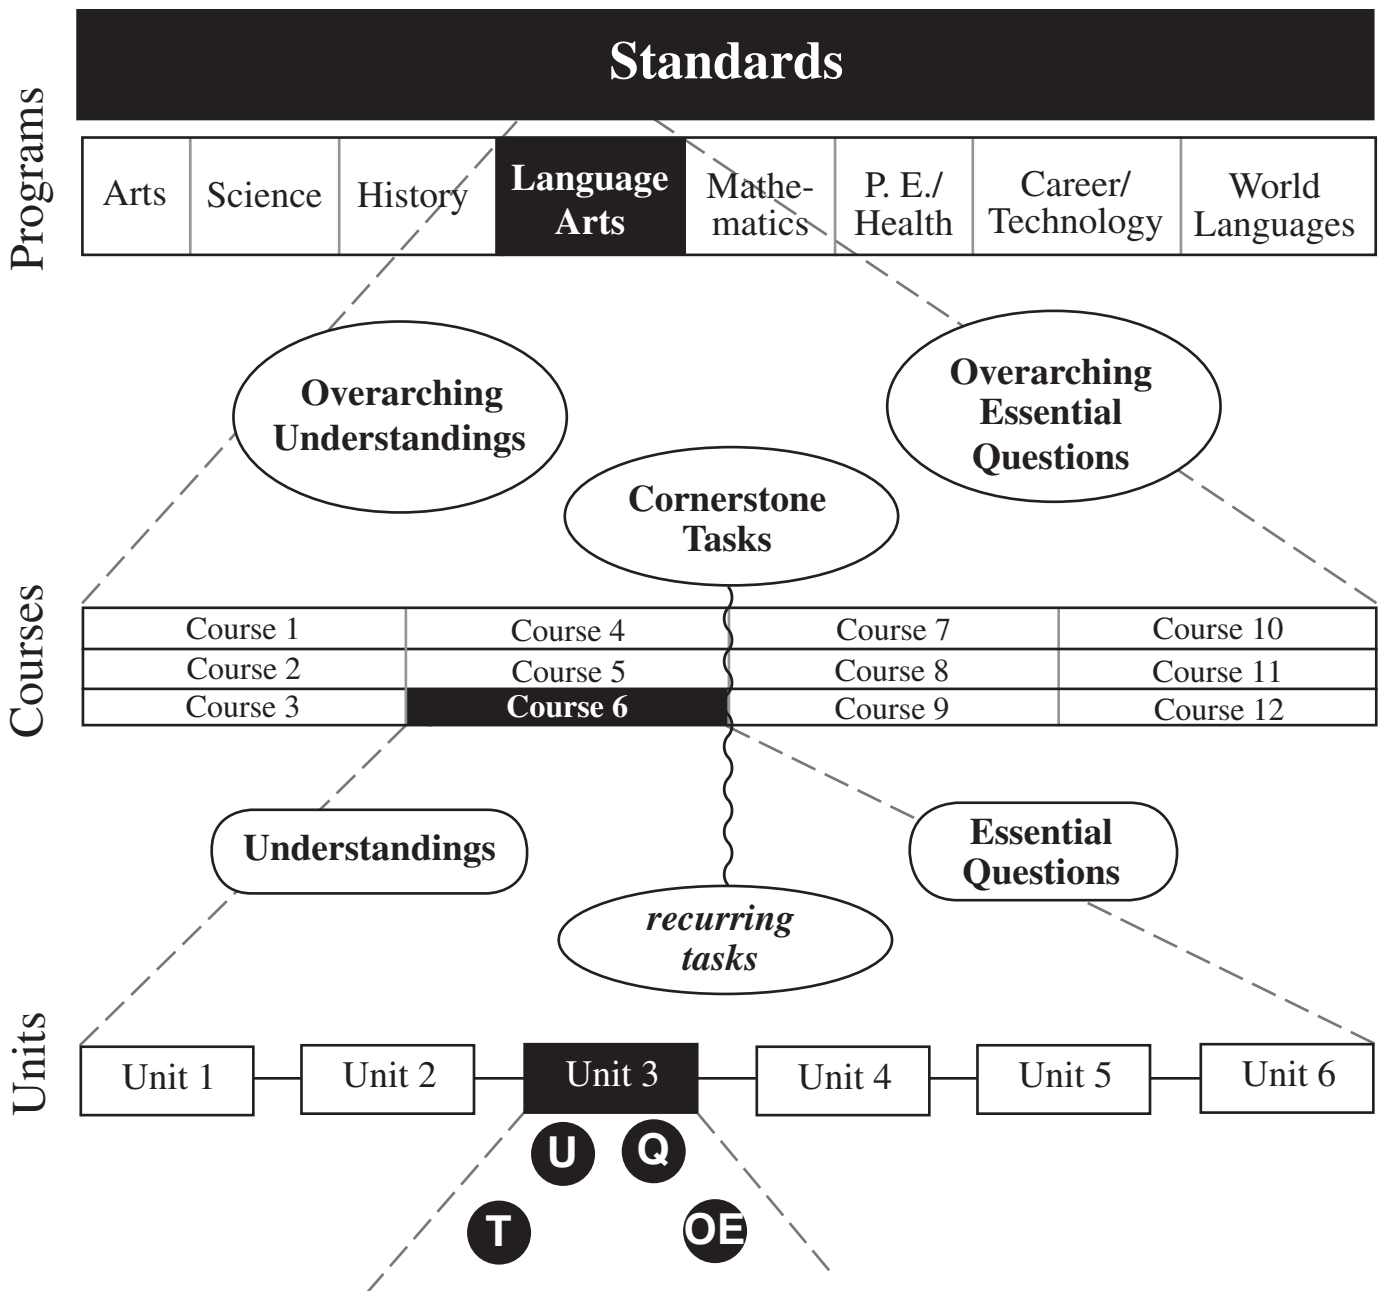 Standards
Programs
Arts
Science
History
Language
Arts
Mathe-
matics
P. E./
Health
Career/
Technology
World
Languages
Overarching
Understandings
Overarching
Essential
Questions
Cornerstone
Tasks
Courses
Course 1
Course 4
Course 7
Course 10
Course 2
Course 5
Course 8
Course 11
Course 3
Course 6
Course 9
Course 12
Understandings
Essential
Questions
recurring
tasks
Units
Unit 1
Unit 2
Unit 3
Unit 4
Unit 5
Unit 6
U
Q
T
OE